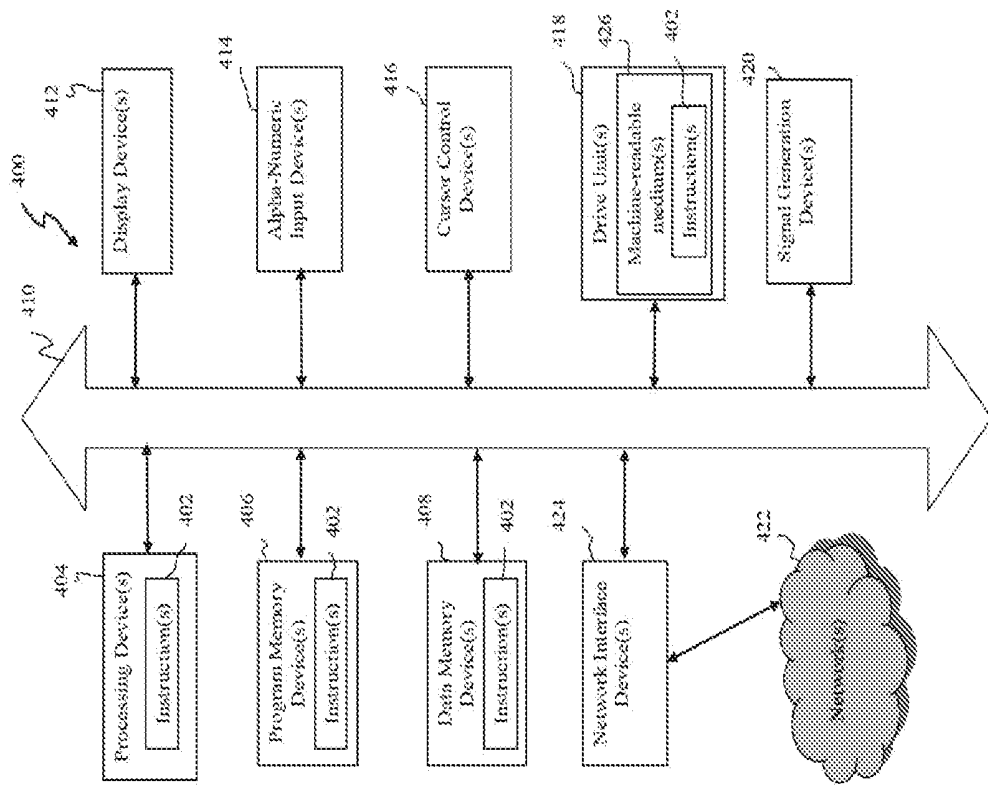 400
410
404
Processing Device(s)
402
Instruction(s)
406
Program Memory
Device(s)
402
Instruction(s)
408
Data Memory
Device(s)
402
Instruction(s)
424
Network Interface
Device(s)
422
Network(s)
412
Display Device(s)
414
Alpha-Numeric
Input Device(s)
416
Cursor Control
Device(s)
418
Drive Unit(s)
426
Machine-readable
medium(s)
402
Instruction(s
420
Signal Generation
Device(s)